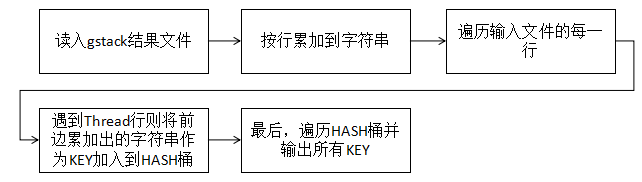 读入gstack结果文件
按行累加到字符串
遍历输入文件的每一
行
遇到Thread行则将前
边累加出的字符串作
为KEY加入到HASH桶
最后，遍历HASH桶并
输出所有KEY